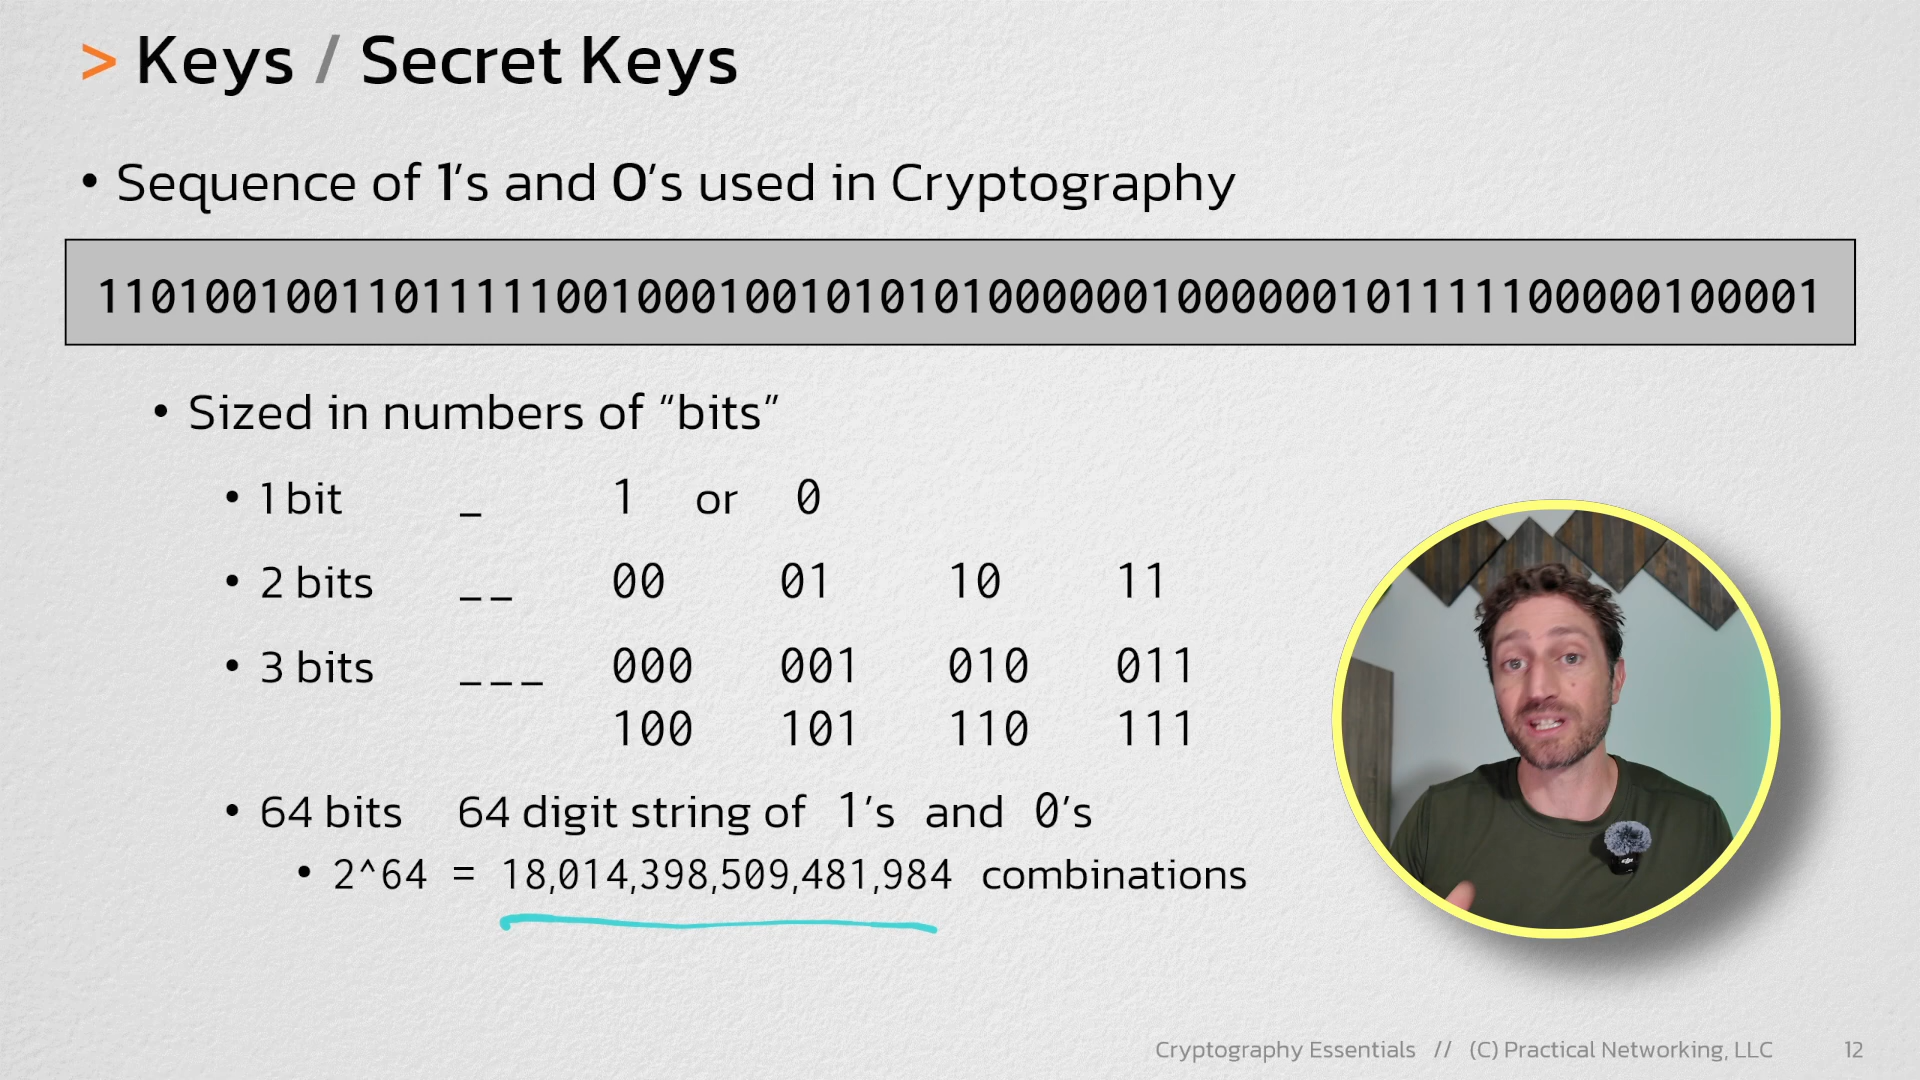 > Keys / Secret Keys
• Sequence of 1’s and 0’s used in Cryptography
1101001001101111100100010010101010000001000000101111100000100001
• Sized in numbers of “bits”
• 1 bit _ 1 or 0
• 2 bits _ _ 00 01 10 11
• 3 bits _ _ _ 000 001 010 011
100 101 110 111
• 64 bits 64 digit string of 1’s and 0’s
• 2^64 = 18,014,398,509,481,984 combinations
Cryptography Essentials // (C) Practical Networking, LLC 12